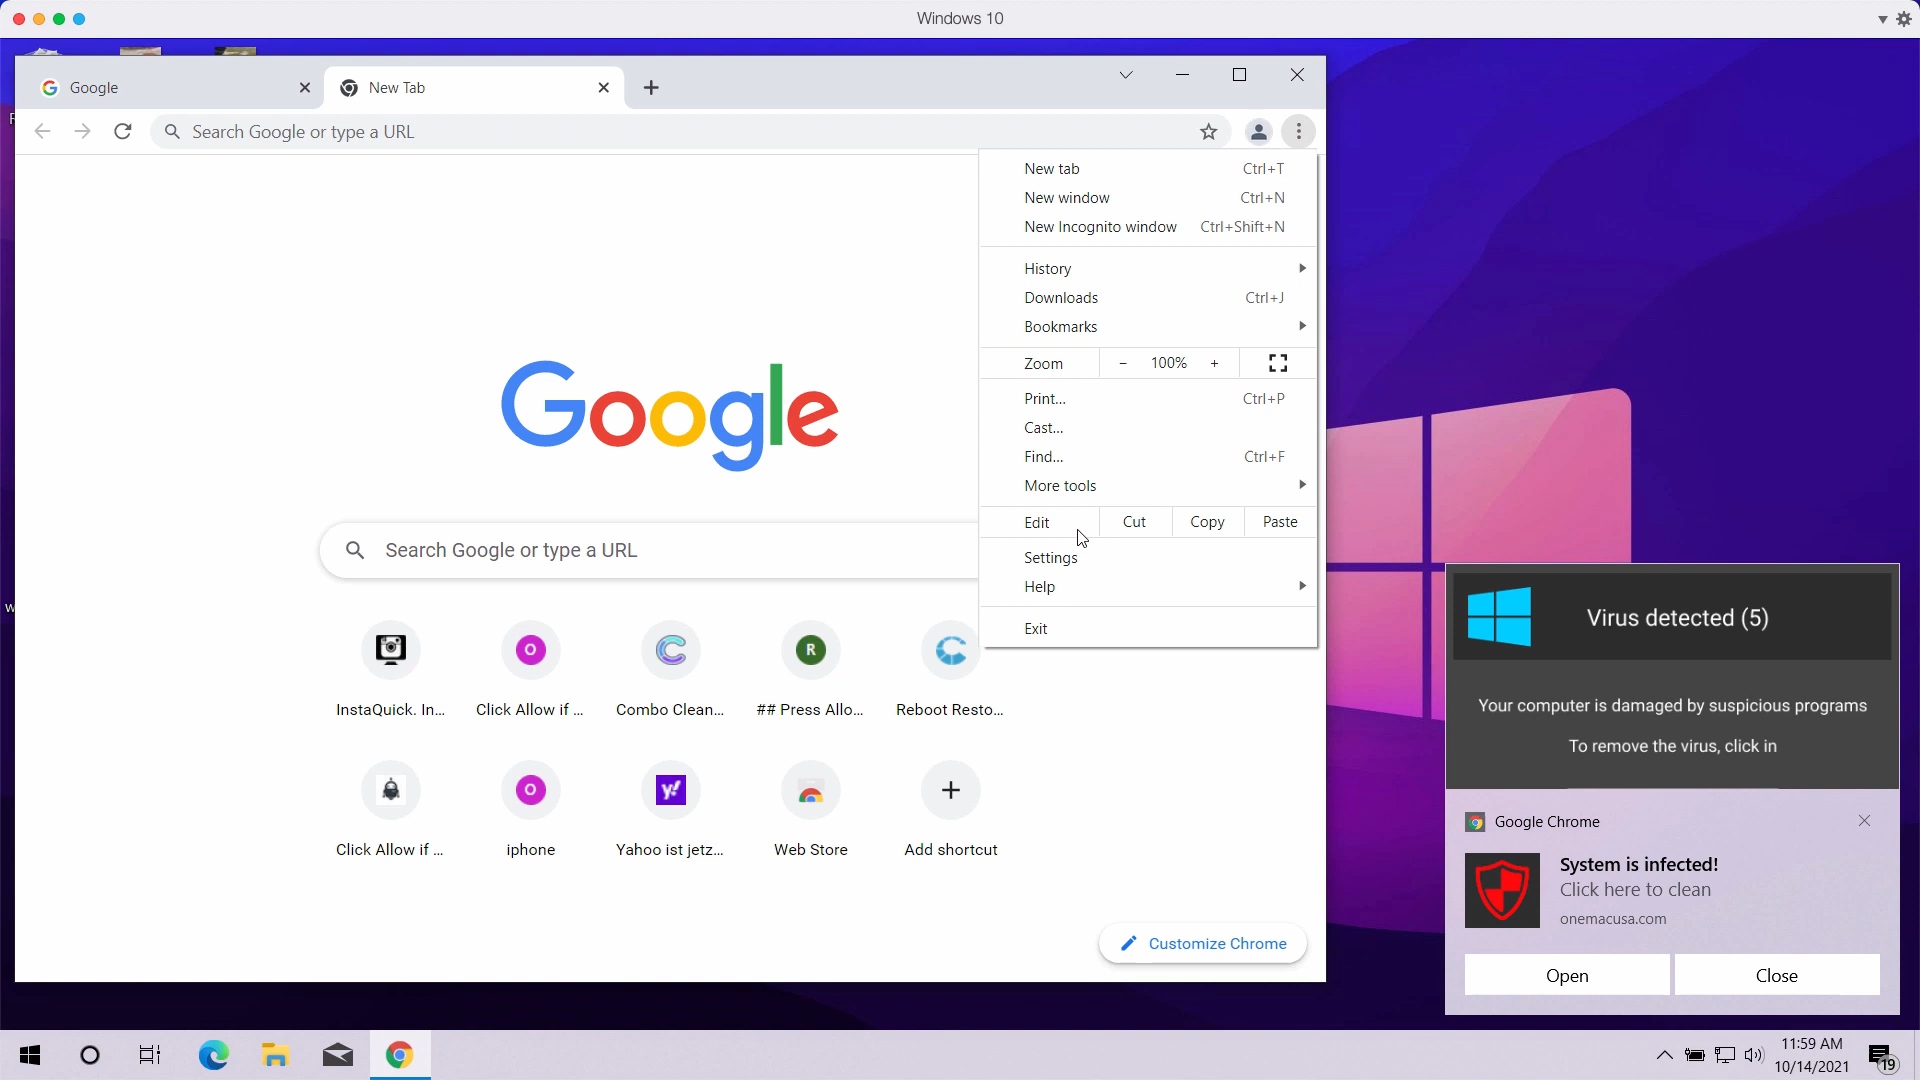 Windows 10
Google
New Tab
Search Google or type a URL
New tab Ctrl+T
New window Ctrl+N
New Incognito window Ctrl+Shift+N
History
Downloads Ctrl+J
Bookmarks
Zoom - 100% +
Print... Ctrl+P
Cast...
Find... Ctrl+F
More tools
Edit Cut Copy Paste
Settings
Help
Exit
Google
Search Google or type a URL
InstaQuick. In... Click Allow if ... Combo Clean... ## Press Allo... Reboot Resto...
Click Allow if ... iphone Yahoo ist jetz... Web Store Add shortcut
Customize Chrome
Virus detected (5)
Your computer is damaged by suspicious programs
To remove the virus, click in
Google Chrome
System is infected!
Click here to clean
onemacusa.com
Open Close
11:59 AM
10/14/2021
19